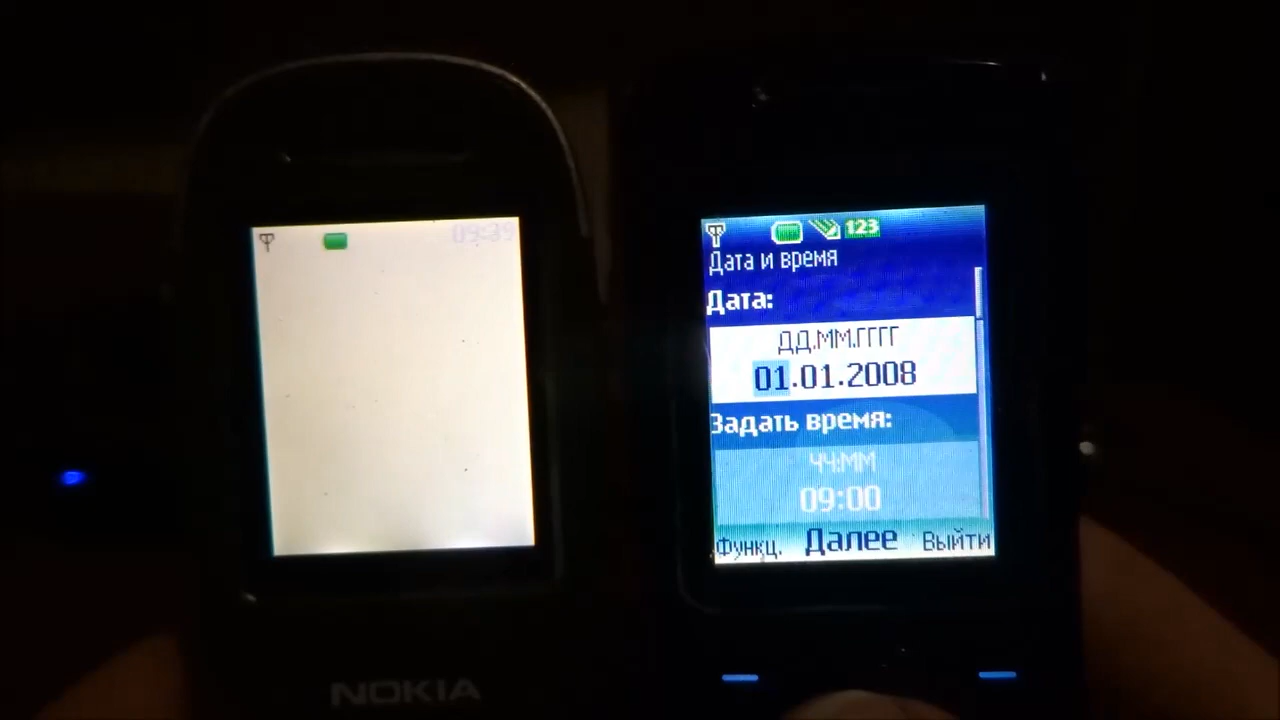 09:39
NOKIA
123
Дата и время
Дата:
ДД.ММ.ГГГГ
01.01.2008
Задать время:
ЧЧ:ММ
09:00
Функц. Далее Выйти